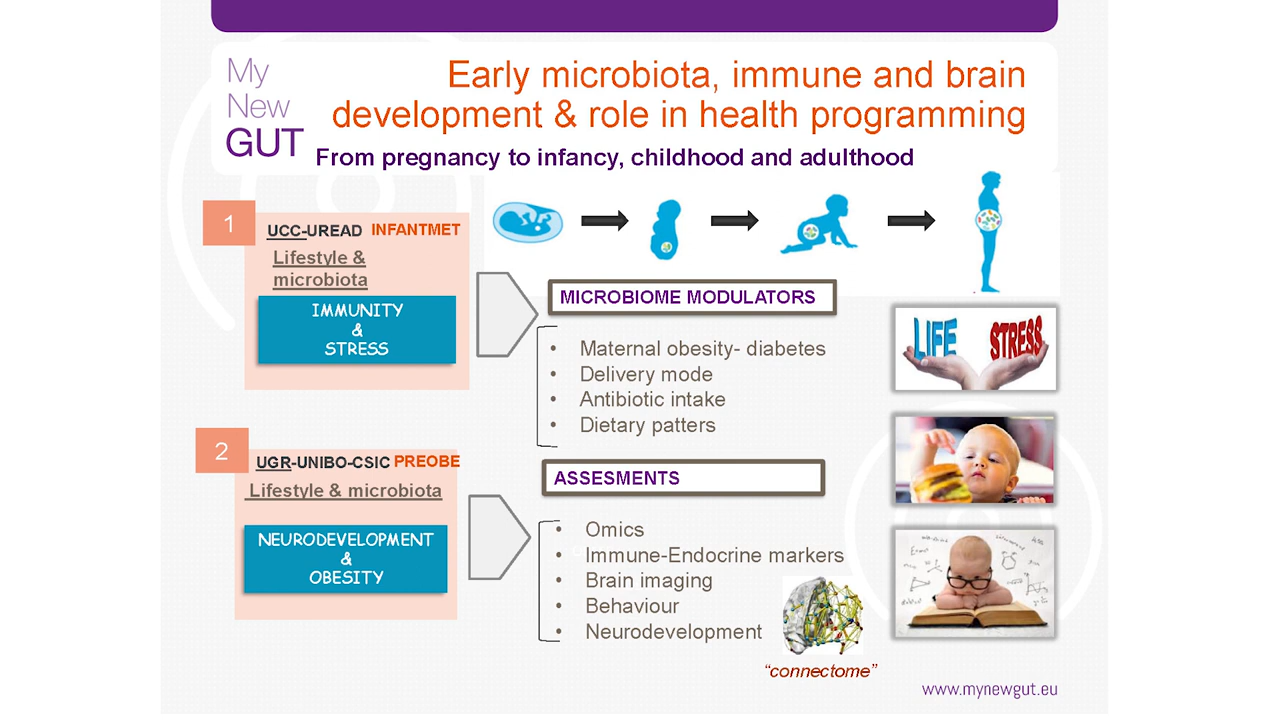 My
New
GUT
Early microbiota, immune and brain
development & role in health programming
From pregnancy to infancy, childhood and adulthood
1
UCC-UREAD INFANTMET
Lifestyle &
microbiota
IMMUNITY
&
STRESS
MICROBIOME MODULATORS
• Maternal obesity- diabetes
• Delivery mode
• Antibiotic intake
• Dietary patters
LIFE STRESS
2
UGR-UNIBO-CSIC PREOBE
Lifestyle & microbiota
NEURODEVELOPMENT
&
OBESITY
ASSESMENTS
• Omics
• Immune-Endocrine markers
• Brain imaging
• Behaviour
• Neurodevelopment
“connectome”
www.mynewgut.eu